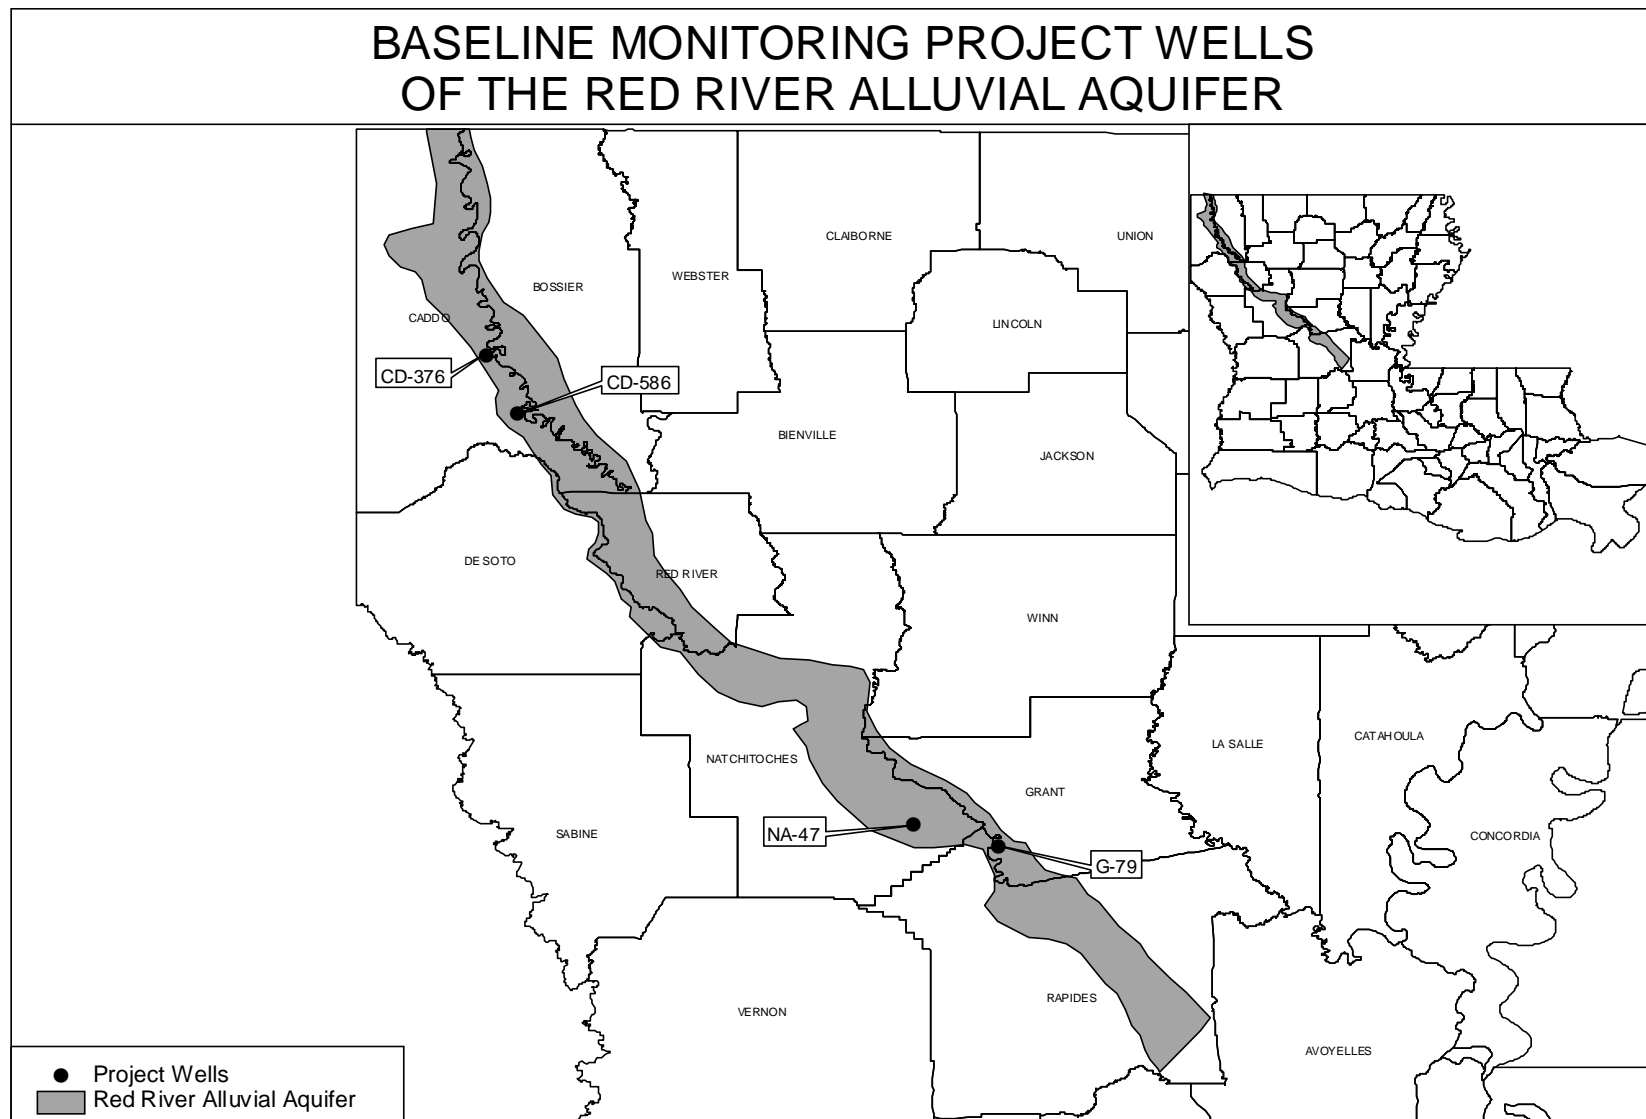 BASELINE MONITORING PROJECT WELLS
OF THE RED RIVER ALLUVIAL AQUIFER
CLAIBORNE
UNION
WEBSTER
BOSSIER
CADDO
LINCOLN
CD-376
CD-586
BIENVILLE
JACKSON
DE SOTO
RED RIVER
WINN
NATCHITOCHES
LA SALLE
CATAHOULA
GRANT
SABINE
NA-47
CONCORDIA
G-79
RAPIDES
VERNON
AVOYELLES
Project Wells
Red River Alluvial Aquifer